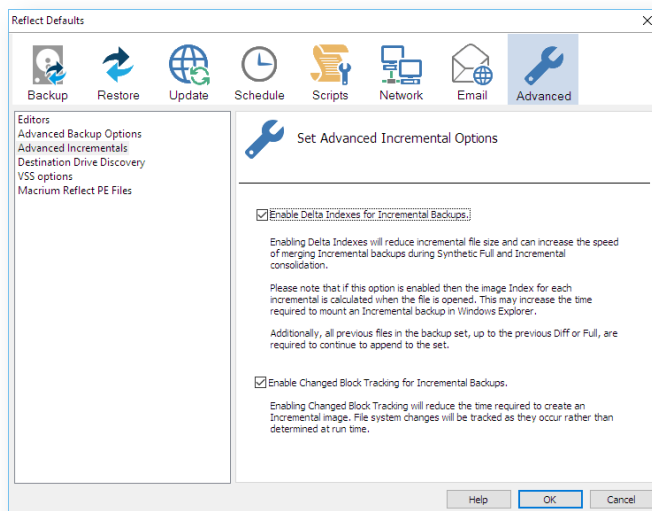 Reflect Defaults
Backup
Restore
Update
Schedule
Scripts
Network
Email
Advanced
Editors
Advanced Backup Options
Advanced Incrementals
Destination Drive Discovery
VSS options
Macrium Reflect PE Files
Set Advanced Incremental Options
Enable Delta Indexes for Incremental Backups.
Enabling Delta Indexes will reduce incremental file size and can increase the speed
of merging Incremental backups during Synthetic Full and Incremental
consolidation.
Please note that if this option is enabled then the image Index for each
incremental is calculated when the file is opened. This may increase the time
required to mount an Incremental backup in Windows Explorer.
Additionally, all previous files in the backup set, up to the previous Diff or Full, are
required to continue to append to the set.
Enable Changed Block Tracking for Incremental Backups.
Enabling Changed Block Tracking will reduce the time required to create an
Incremental image. File system changes will be tracked as they occur rather than
determined at run time.
Help
OK
Cancel